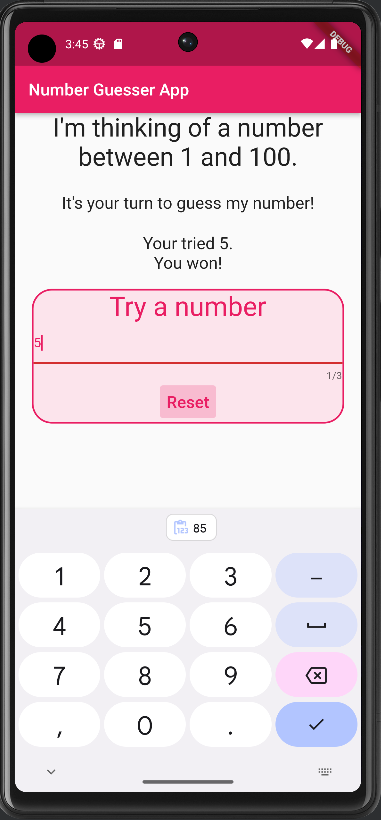 3:45
DEBUG
Number Guesser App
I'm thinking of a number
between 1 and 100.
It's your turn to guess my number!
Your tried 5.
You won!
Try a number
5
1/3
Reset
123 85
1 2 3 –
4 5 6
7 8 9
, 0 .